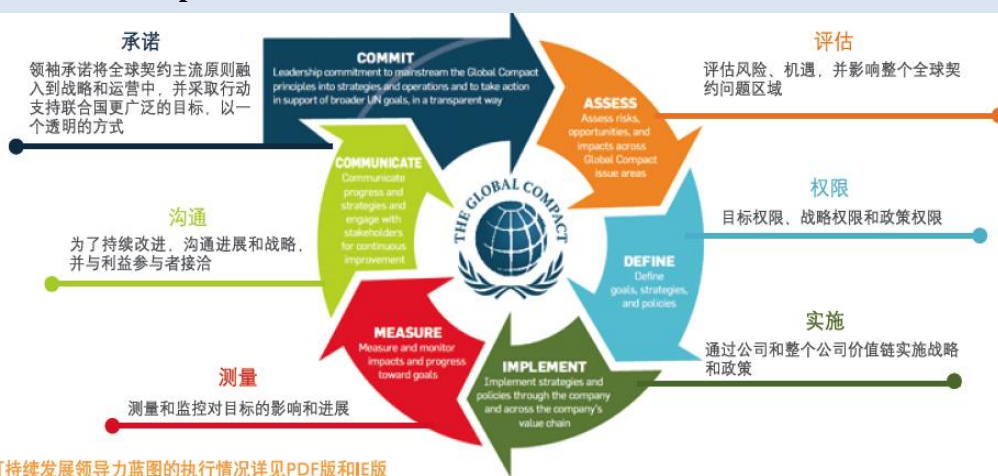 承诺
领袖承诺将全球契约主流原则融
入到战略和运营中，并采取行动
支持联合国更广泛的目标，以一
个透明的方式
COMMIT
Leadership commitment to mainstream the Global Compact
principles into strategies and operations and to take action
in support of broader UN goals, in a transparent way
评估
评估风险、机遇，并影响整个全球契
约问题区域
ASSESS
Assess risks,
opportunities, and
impacts across
Global Compact
issue areas
权限
目标权限、战略权限和政策权限
DEFINE
Define
goals, strategies,
and policies
实施
通过公司和整个公司价值链实施战略
和政策
IMPLEMENT
Implement strategies and
policies through the company
and across the company's
value chain
测量
测量和监控对目标的影响和进展
MEASURE
Measure and monitor
impacts and progress
toward goals
沟通
为了持续改进，沟通进展和战略，
并与利益参与者接洽
COMMUNICATE
Communicate
progress and
strategies and
engage with
stakeholders
for continuous
improvement
THE GLOBAL COMPACT
持续发展领导力蓝图的执行情况详见PDF版和IE版